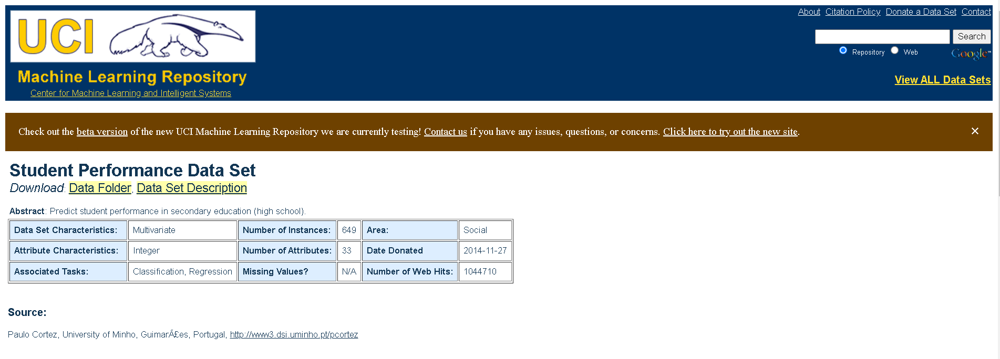 About Citation Policy Donate a Data Set Contact
UCI
Search
Repository Web Google™
Machine Learning Repository
View ALL Data Sets
Center for Machine Learning and Intelligent Systems
Check out the beta version of the new UCI Machine Learning Repository we are currently testing! Contact us if you have any issues, questions, or concerns. Click here to try out the new site. ×
Student Performance Data Set
Download: Data Folder, Data Set Description
Abstract: Predict student performance in secondary education (high school).
Data Set Characteristics: Multivariate Number of Instances: 649 Area: Social
Attribute Characteristics: Integer Number of Attributes: 33 Date Donated 2014-11-27
Associated Tasks: Classification, Regression Missing Values? N/A Number of Web Hits: 1044710
Source:
Paulo Cortez, University of Minho, GuimarÃ£es, Portugal, http://www3.dsi.uminho.pt/pcortez